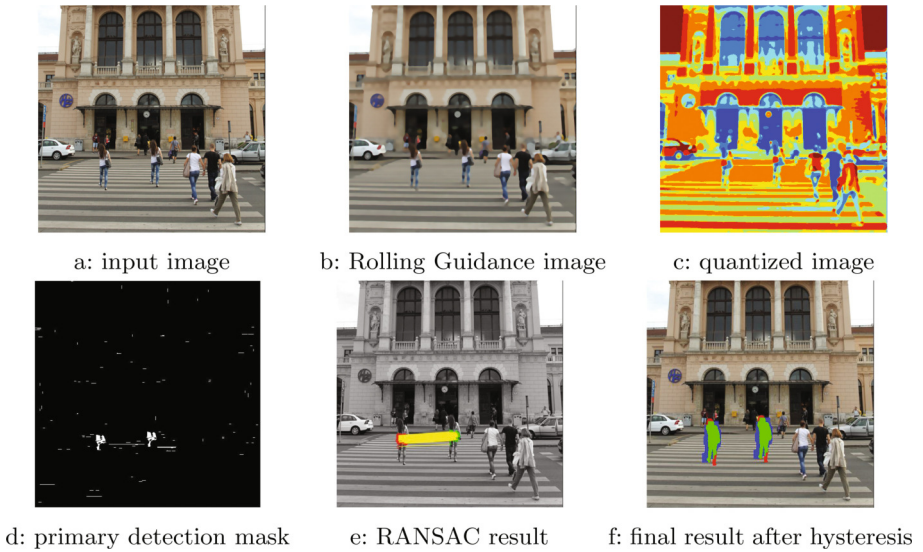 a: input image
b: Rolling Guidance image
c: quantized image
d: primary detection mask
e: RANSAC result
f: final result after hysteresis